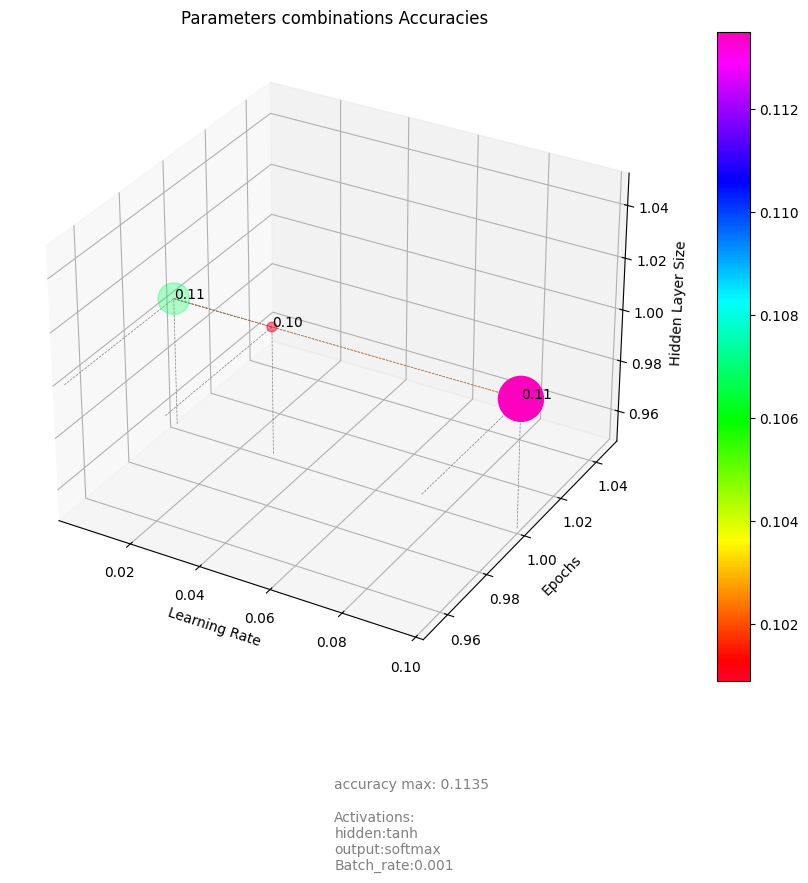 Parameters combinations Accuracies
0.112
0.110
0.108
0.106
0.104
0.102
1.04
1.02
1.00
0.98
0.96
Hidden Layer Size
0.11
0.10
0.11
1.04
1.02
1.00
0.98
0.96
Epochs
0.02
0.04
0.06
0.08
0.10
Learning Rate
accuracy max: 0.1135
Activations:
hidden:tanh
output:softmax
Batch_rate:0.001